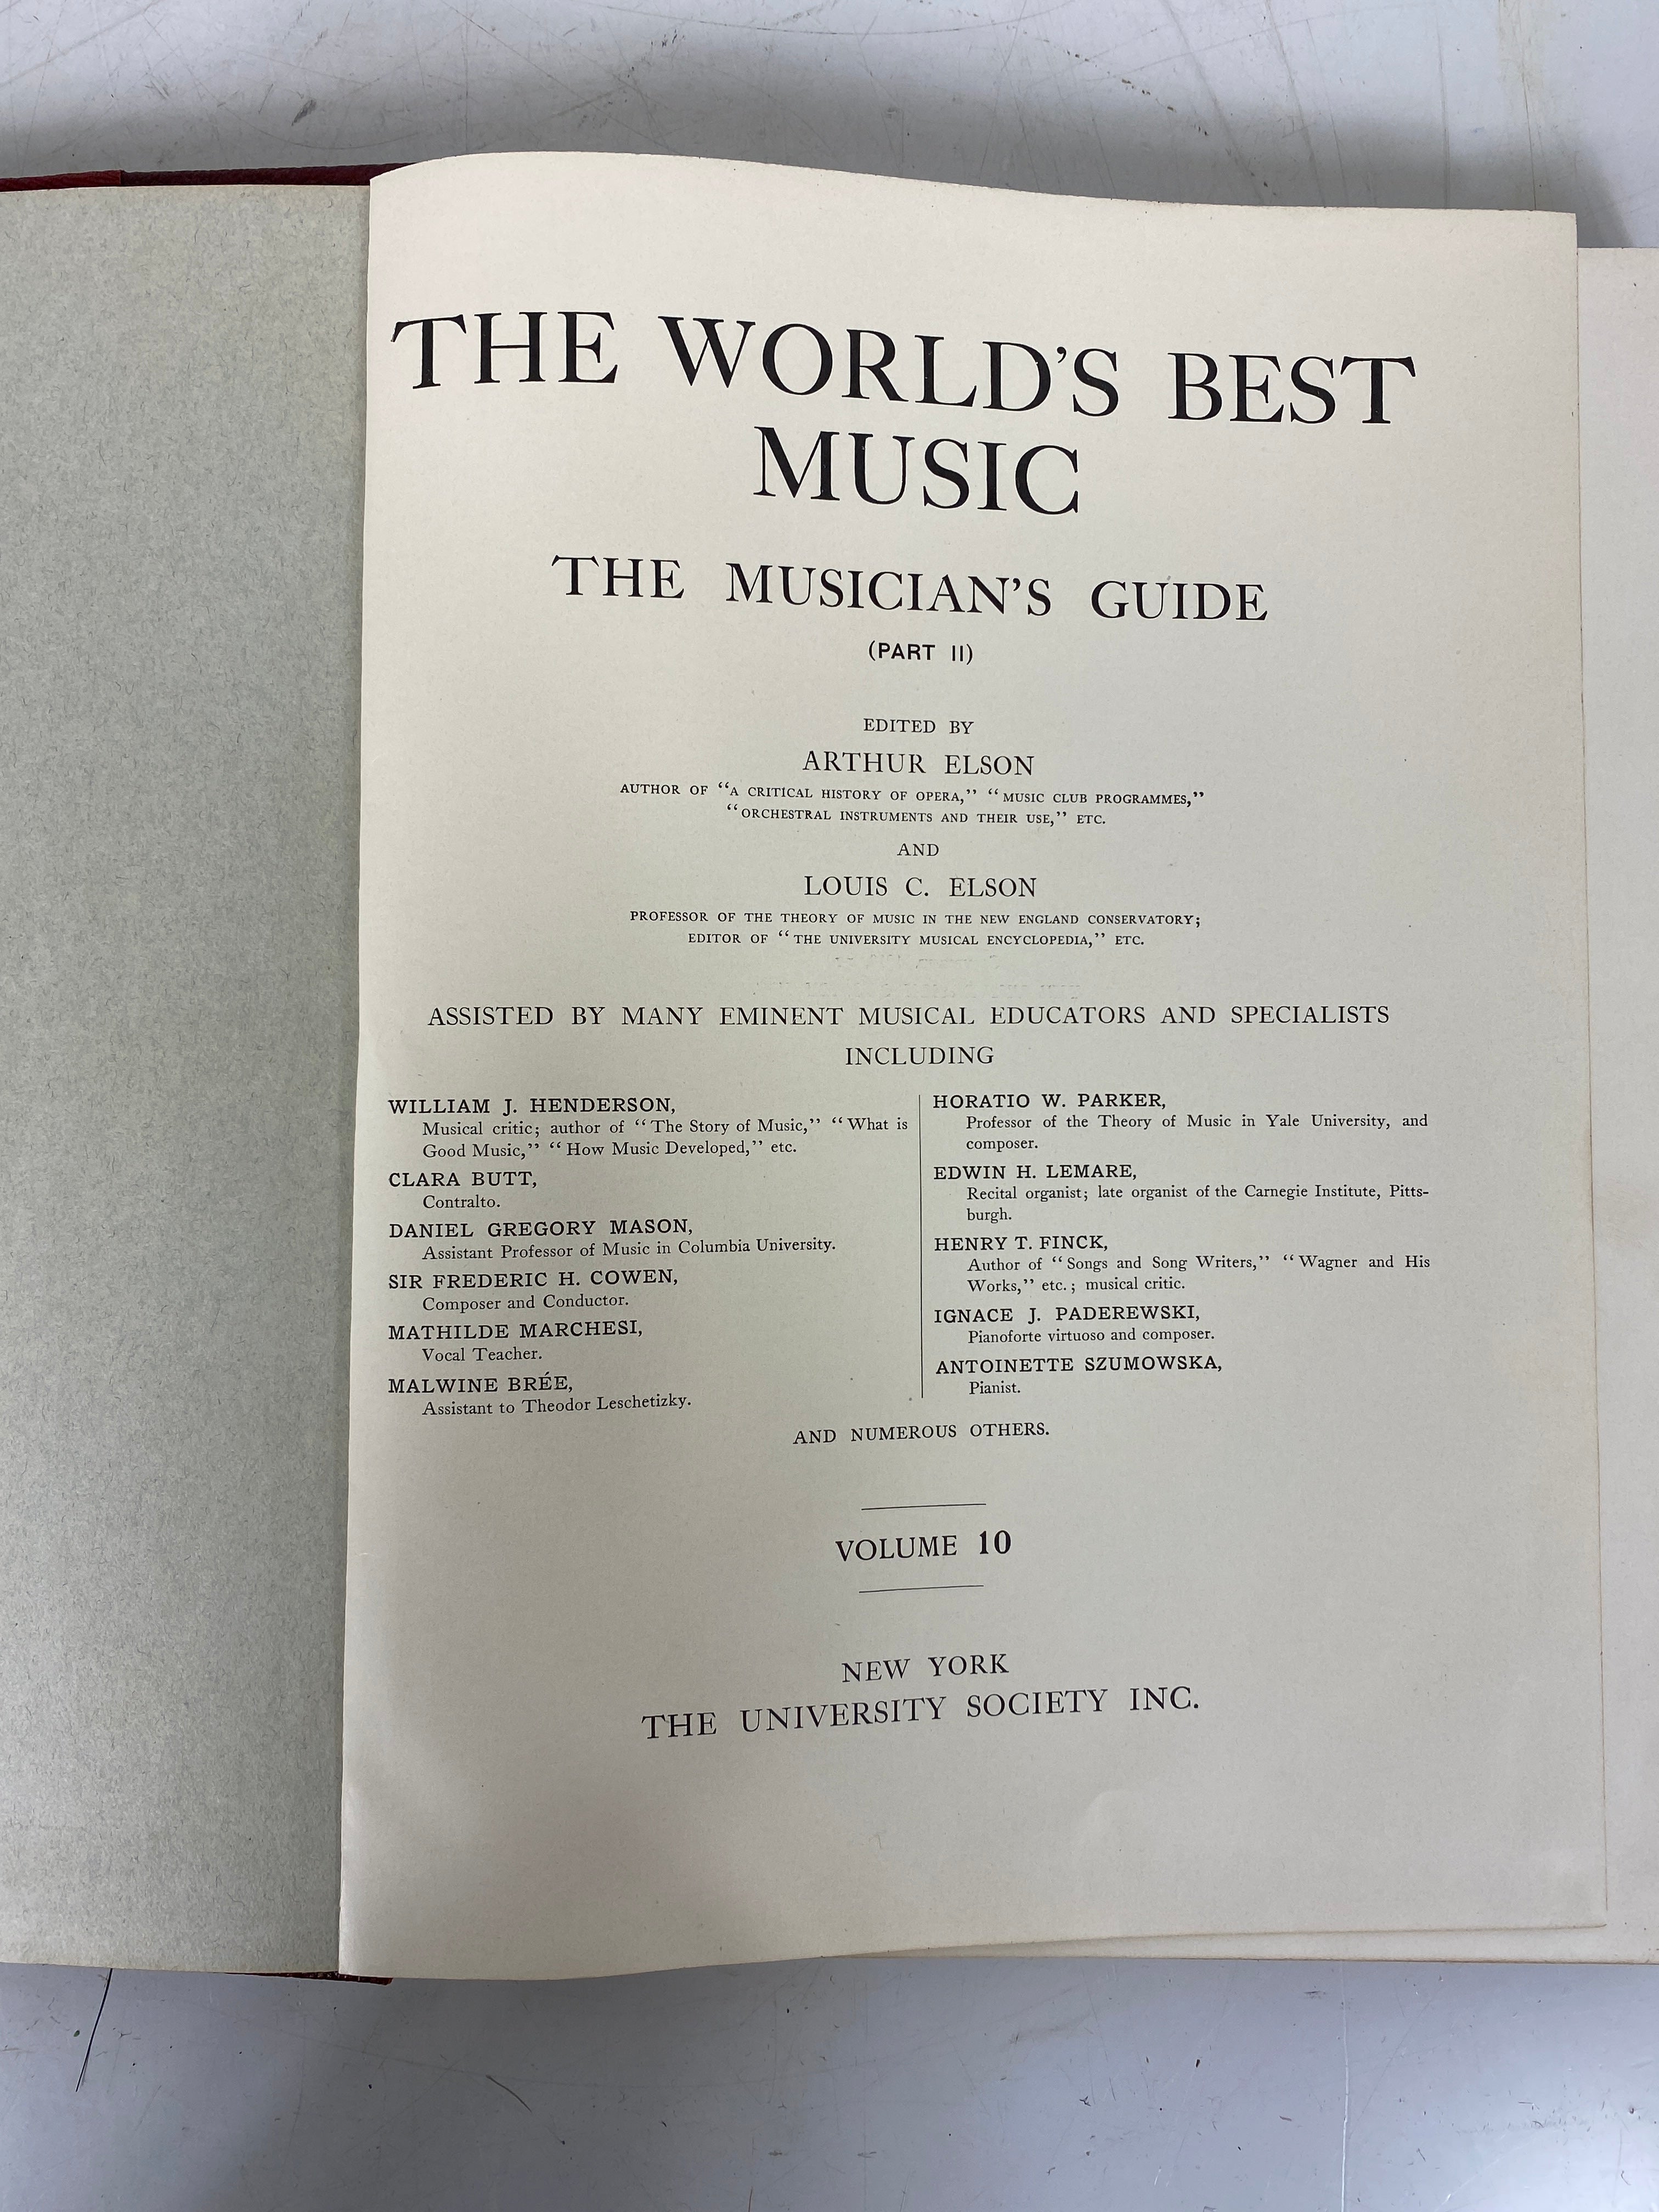 THE WORLD'S BEST
MUSIC
THE MUSICIAN'S GUIDE
(PART II)
EDITED BY
ARTHUR ELSON
AUTHOR OF "A CRITICAL HISTORY OF OPERA," "MUSIC CLUB PROGRAMMES,"
"ORCHESTRAL INSTRUMENTS AND THEIR USE," ETC.
AND
LOUIS C. ELSON
PROFESSOR OF THE THEORY OF MUSIC IN THE NEW ENGLAND CONSERVATORY;
EDITOR OF "THE UNIVERSITY MUSICAL ENCYCLOPEDIA," ETC.
ASSISTED BY MANY EMINENT MUSICAL EDUCATORS AND SPECIALISTS
INCLUDING
WILLIAM J. HENDERSON,
Musical critic; author of "The Story of Music," "What is
Good Music," "How Music Developed," etc.
CLARA BUTT,
Contralto.
DANIEL GREGORY MASON,
Assistant Professor of Music in Columbia University.
SIR FREDERIC H. COWEN,
Composer and Conductor.
MATHILDE MARCHESI,
Vocal Teacher.
MALWINE BRÉE,
Assistant to Theodor Leschetizky.
HORATIO W. PARKER,
Professor of the Theory of Music in Yale University, and
composer.
EDWIN H. LEMARE,
Recital organist; late organist of the Carnegie Institute, Pitts-
burgh.
HENRY T. FINCK,
Author of "Songs and Song Writers," "Wagner and His
Works," etc.; musical critic.
IGNACE J. PADEREWSKI,
Pianoforte virtuoso and composer.
ANTOINETTE SZUMOWSKA,
Pianist.
AND NUMEROUS OTHERS.
VOLUME 10
NEW YORK
THE UNIVERSITY SOCIETY INC.